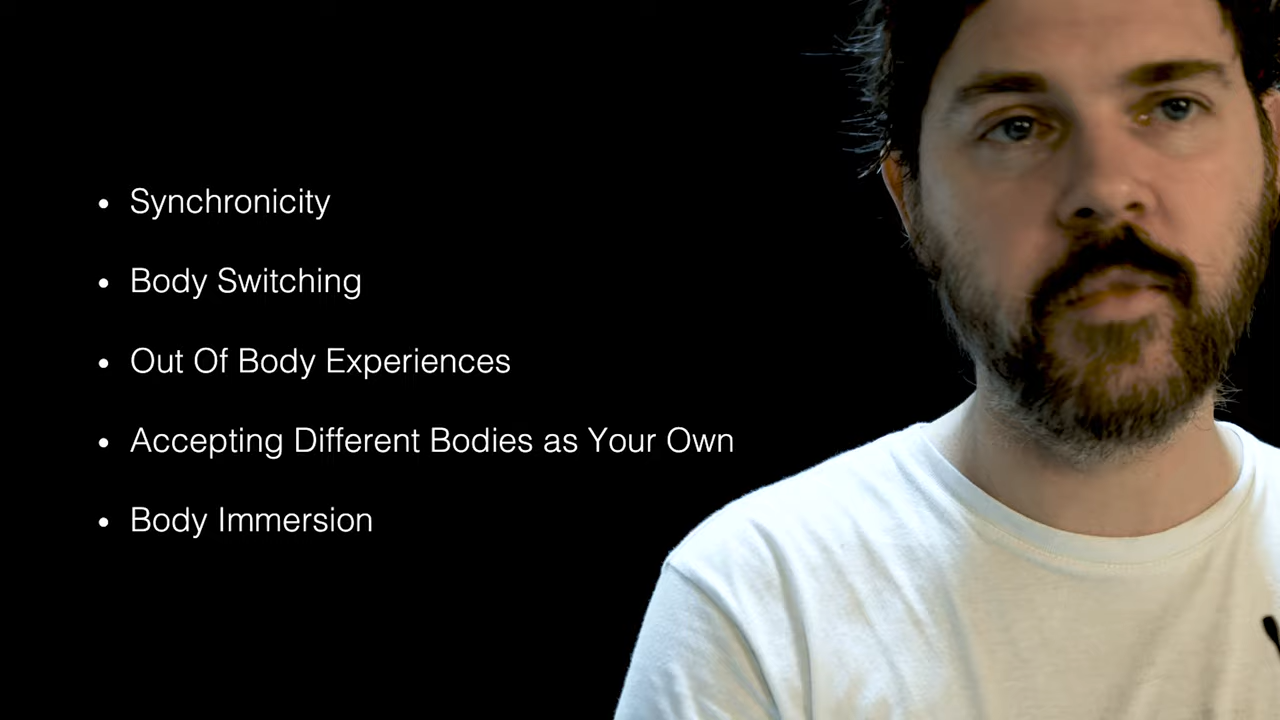 • Synchronicity
• Body Switching
• Out Of Body Experiences
• Accepting Different Bodies as Your Own
• Body Immersion